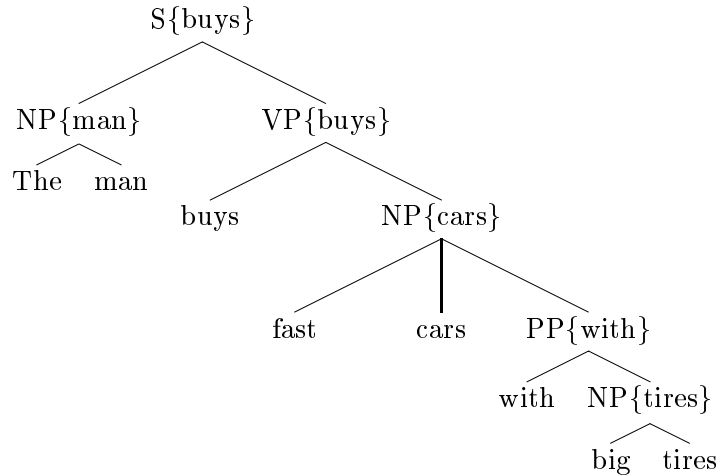 S{buys}
NP{man} VP{buys}
The man
buys NP{cars}
fast cars PP{with}
with NP{tires}
big tires